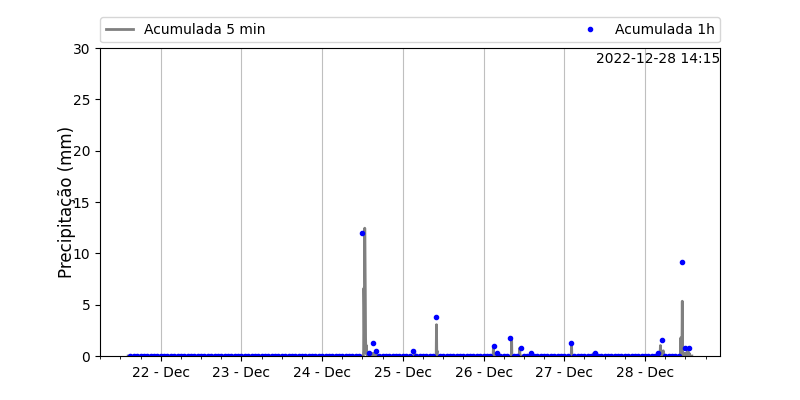 Acumulada 5 min
Acumulada 1h
2022-12-28 14:15
Precipitação (mm)
30
25
20
15
10
5
0
22 - Dec
23 - Dec
24 - Dec
25 - Dec
26 - Dec
27 - Dec
28 - Dec